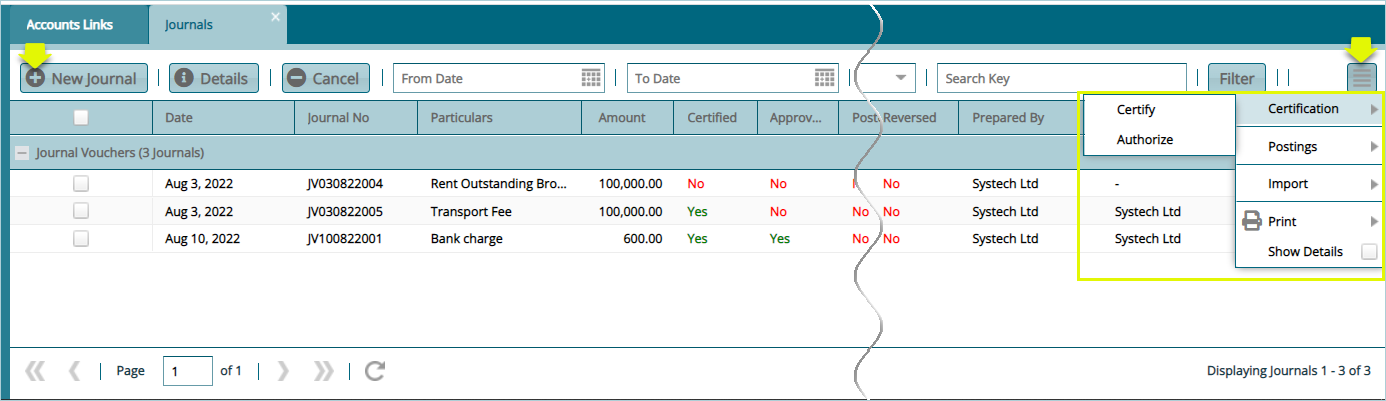 Accounts Links Journals
New Journal Details Cancel From Date To Date Search Key Filter
Date Journal No Particulars Amount Certified Approv... Post Reversed Prepared By
Certify
Authorize
Certification
Postings
Import
Print
Show Details
Journal Vouchers (3 Journals)
Aug 3, 2022 JV030822004 Rent Outstanding Bro... 100,000.00 No No No Systech Ltd -
Aug 3, 2022 JV030822005 Transport Fee 100,000.00 Yes No No No Systech Ltd Systech Ltd
Aug 10, 2022 JV100822001 Bank charge 600.00 Yes Yes No No Systech Ltd Systech Ltd
Page 1 of 1 Displaying Journals 1 - 3 of 3